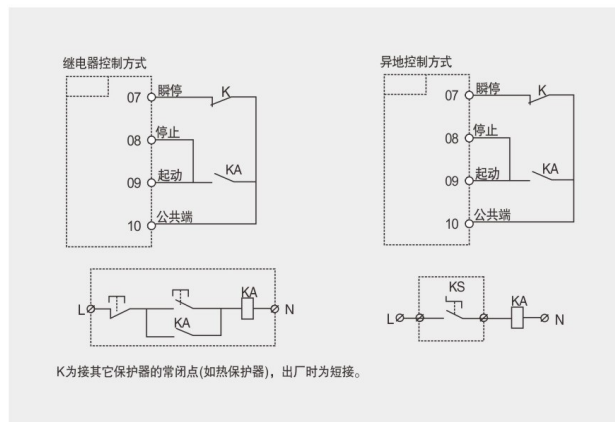 继电器控制方式
07 瞬停 K
08 停止
09 起动 KA
10 公共端
L KA N
KA
异地控制方式
07 瞬停 K
08 停止
09 起动 KA
10 公共端
KS
L KA N
K为接其它保护器的常闭点(如热保护器)，出厂时为短接。